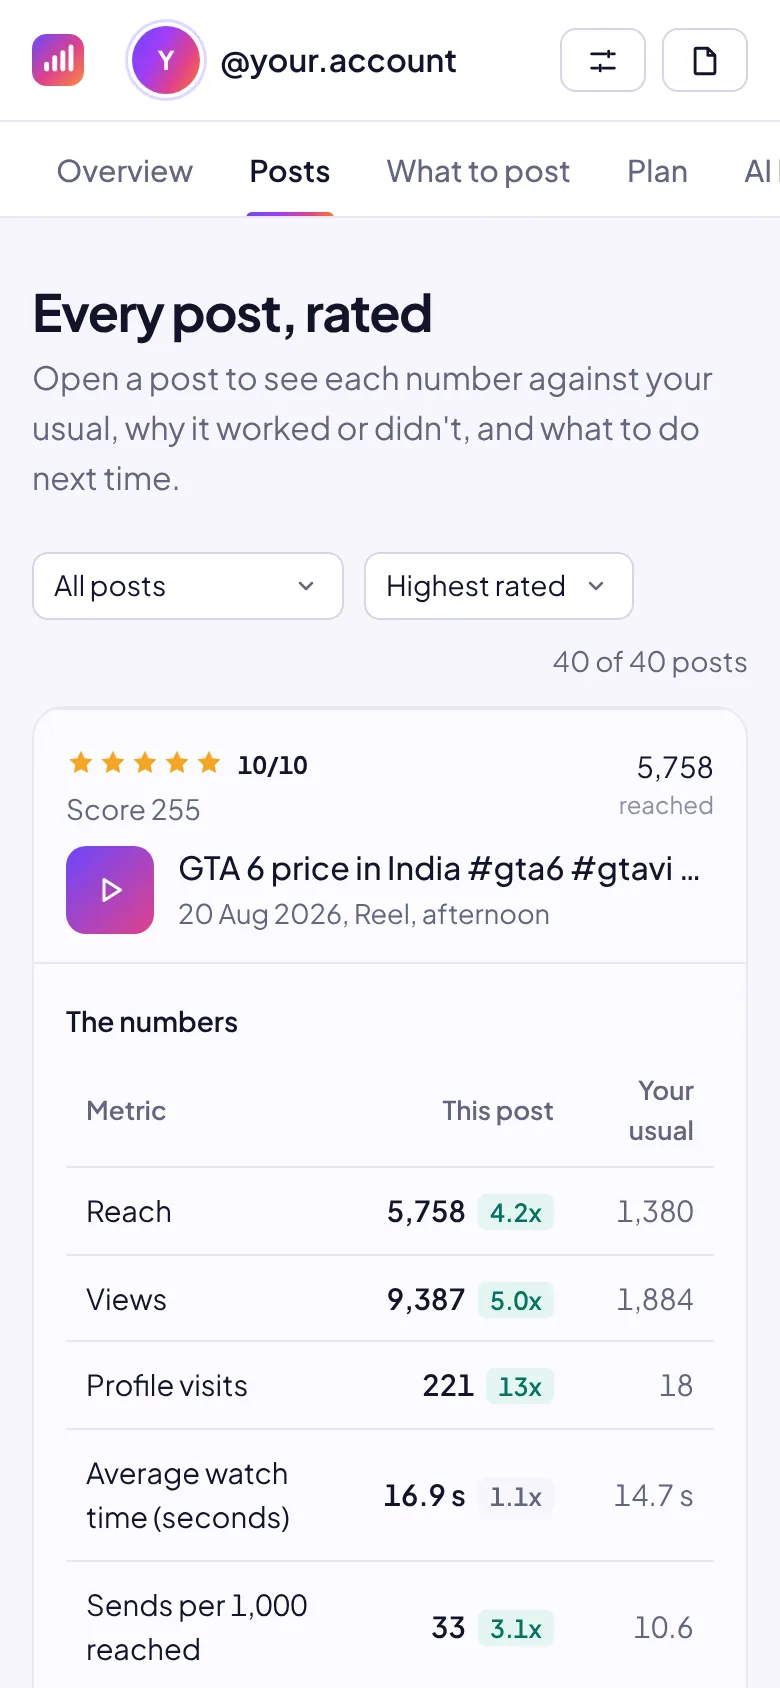 Y @your.account
Overview Posts What to post Plan AI
Every post, rated
Open a post to see each number against your
usual, why it worked or didn't, and what to do
next time.
All posts Highest rated
40 of 40 posts
10/10 5,758
Score 255 reached
GTA 6 price in India #gta6 #gtavi ...
20 Aug 2026, Reel, afternoon
The numbers
Metric This post Your usual
Reach 5,758 4.2x 1,380
Views 9,387 5.0x 1,884
Profile visits 221 13x 18
Average watch
time (seconds) 16.9 s 1.1x 14.7 s
Sends per 1,000
reached 33 3.1x 10.6